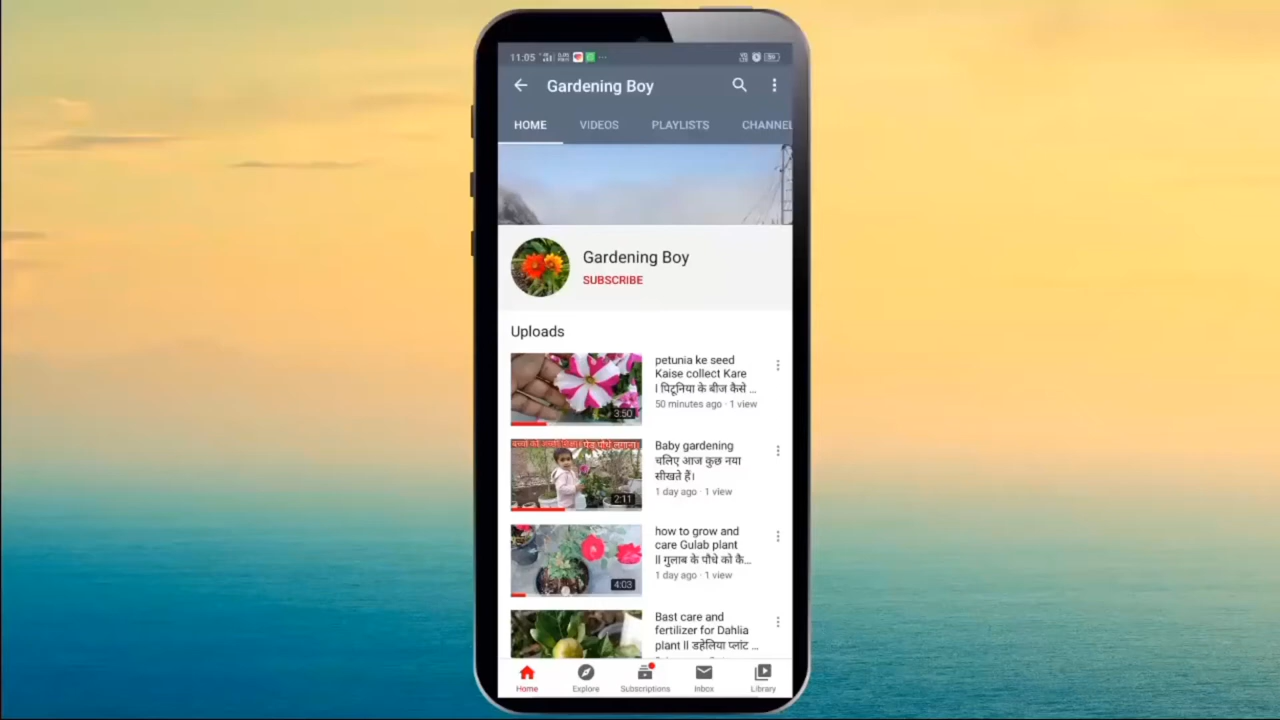 11:05
Gardening Boy
HOME VIDEOS PLAYLISTS CHANNEL
Gardening Boy
SUBSCRIBE
Uploads
petunia ke seed
Kaise collect Kare
। पिटूनिया के बीज कैसे ...
50 minutes ago · 1 view
3:50
Baby gardening
चलिए आज कुछ नया
सीखते हैं।
1 day ago · 1 view
2:11
how to grow and
care Gulab plant
॥ गुलाब के पौधे को कै...
1 day ago · 1 view
4:03
Bast care and
fertilizer for Dahlia
plant ॥ डहेलिया प्लांट ...
Home Explore Subscriptions Inbox Library